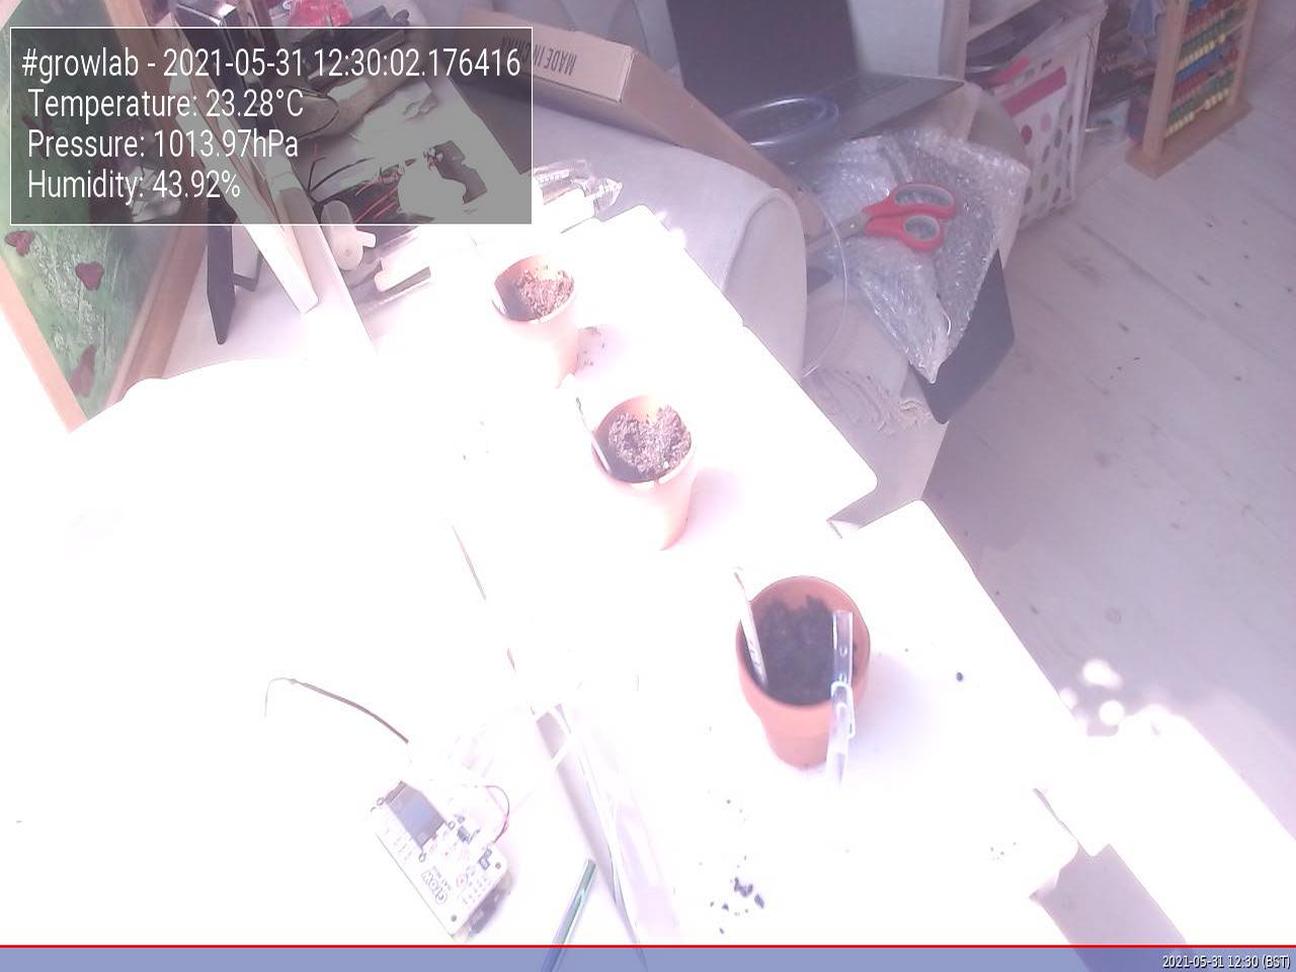 #growlab - 2021-05-31 12:30:02.176416
Temperature: 23.28°C
Pressure: 1013.97hPa
Humidity: 43.92%
MADE IN CHINA
GROW
2021-05-31 12:30 (BST)